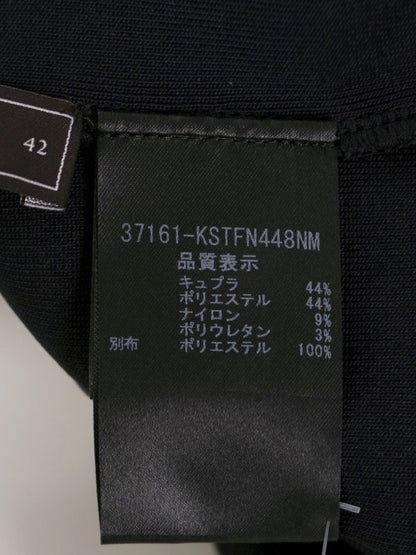 42
37161-KSTFN448NM
品質表示
キュプラ 44%
ポリエステル 44%
ナイロン 9%
ポリウレタン 3%
別布 ポリエステル 100%